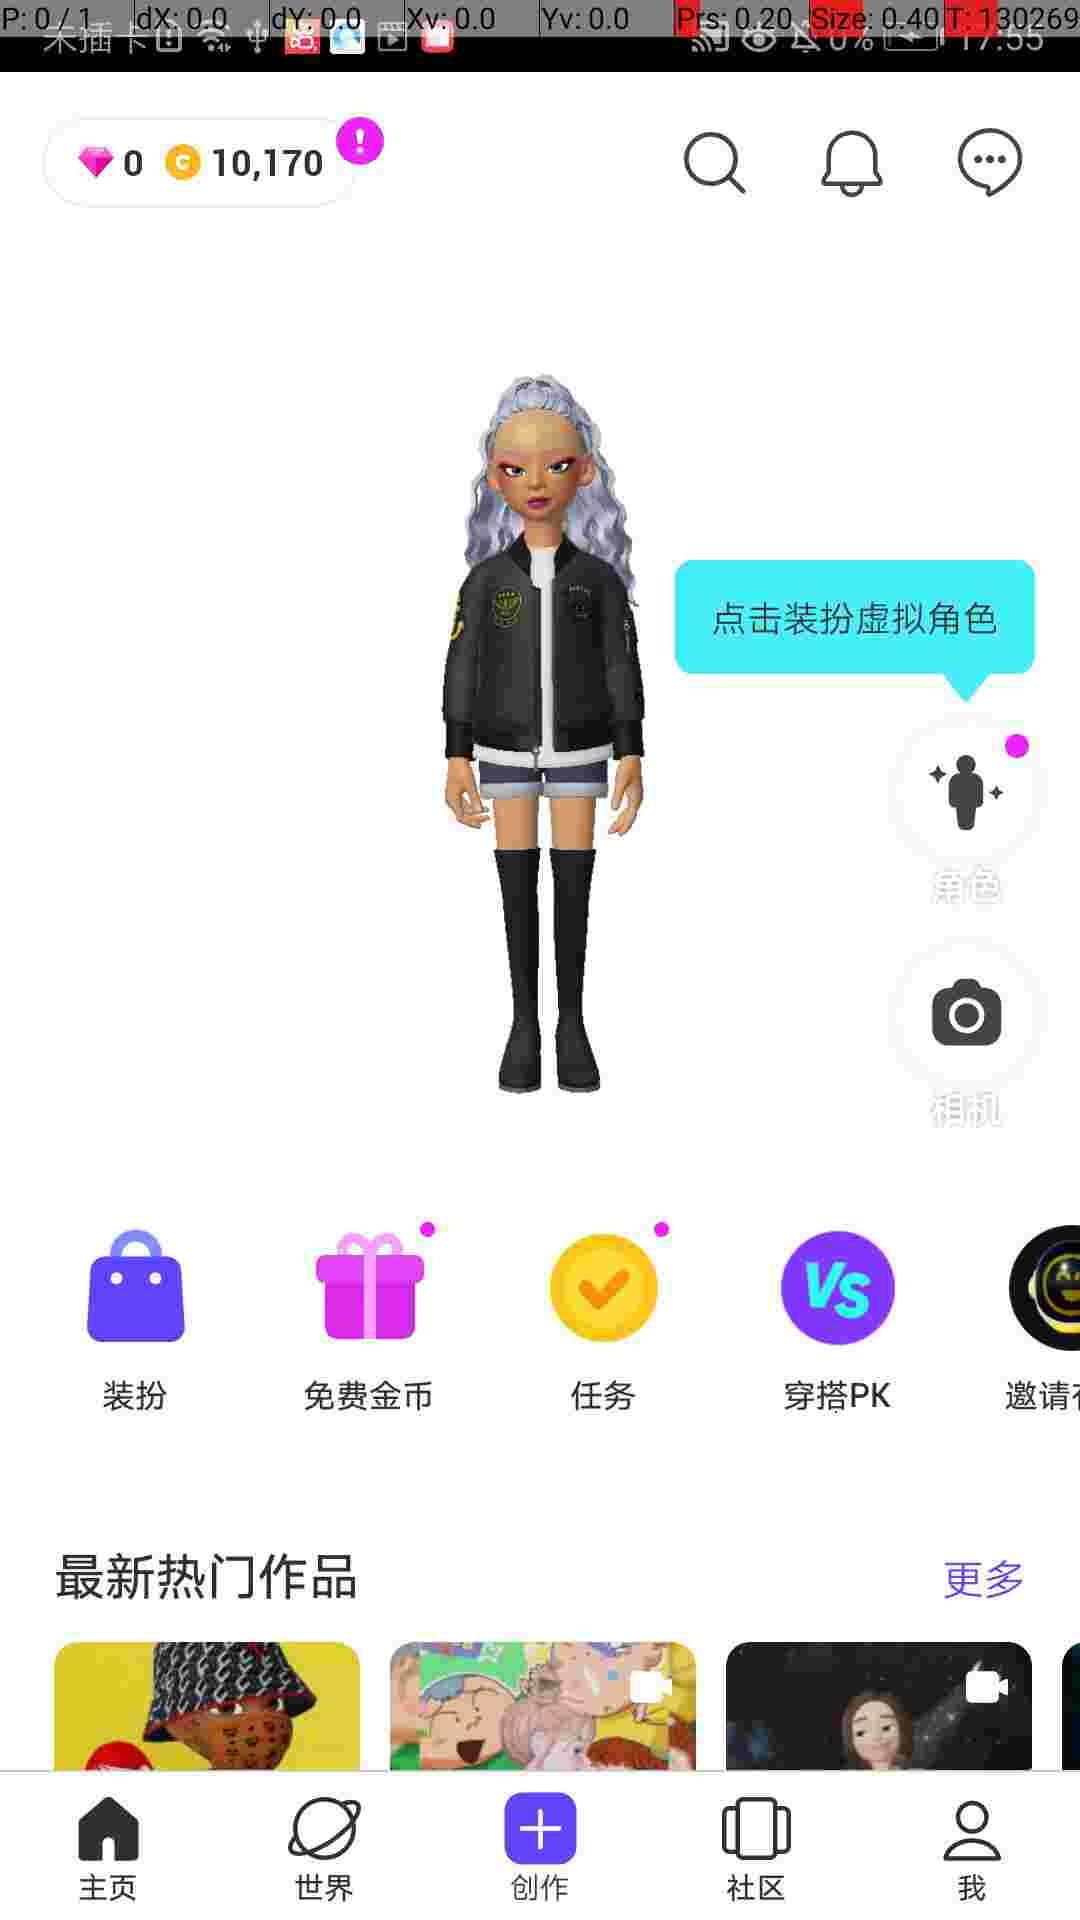 P: 0 / 1 dX: 0.0 dY: 0.0 Xv: 0.0 Yv: 0.0 Prs: 0.20 Size: 0.40 T: 130269
未插卡 0% 17:55
0 10,170
点击装扮虚拟角色
角色
相机
VS
装扮 免费金币 任务 穿搭PK 邀请
最新热门作品 更多
主页 世界 创作 社区 我